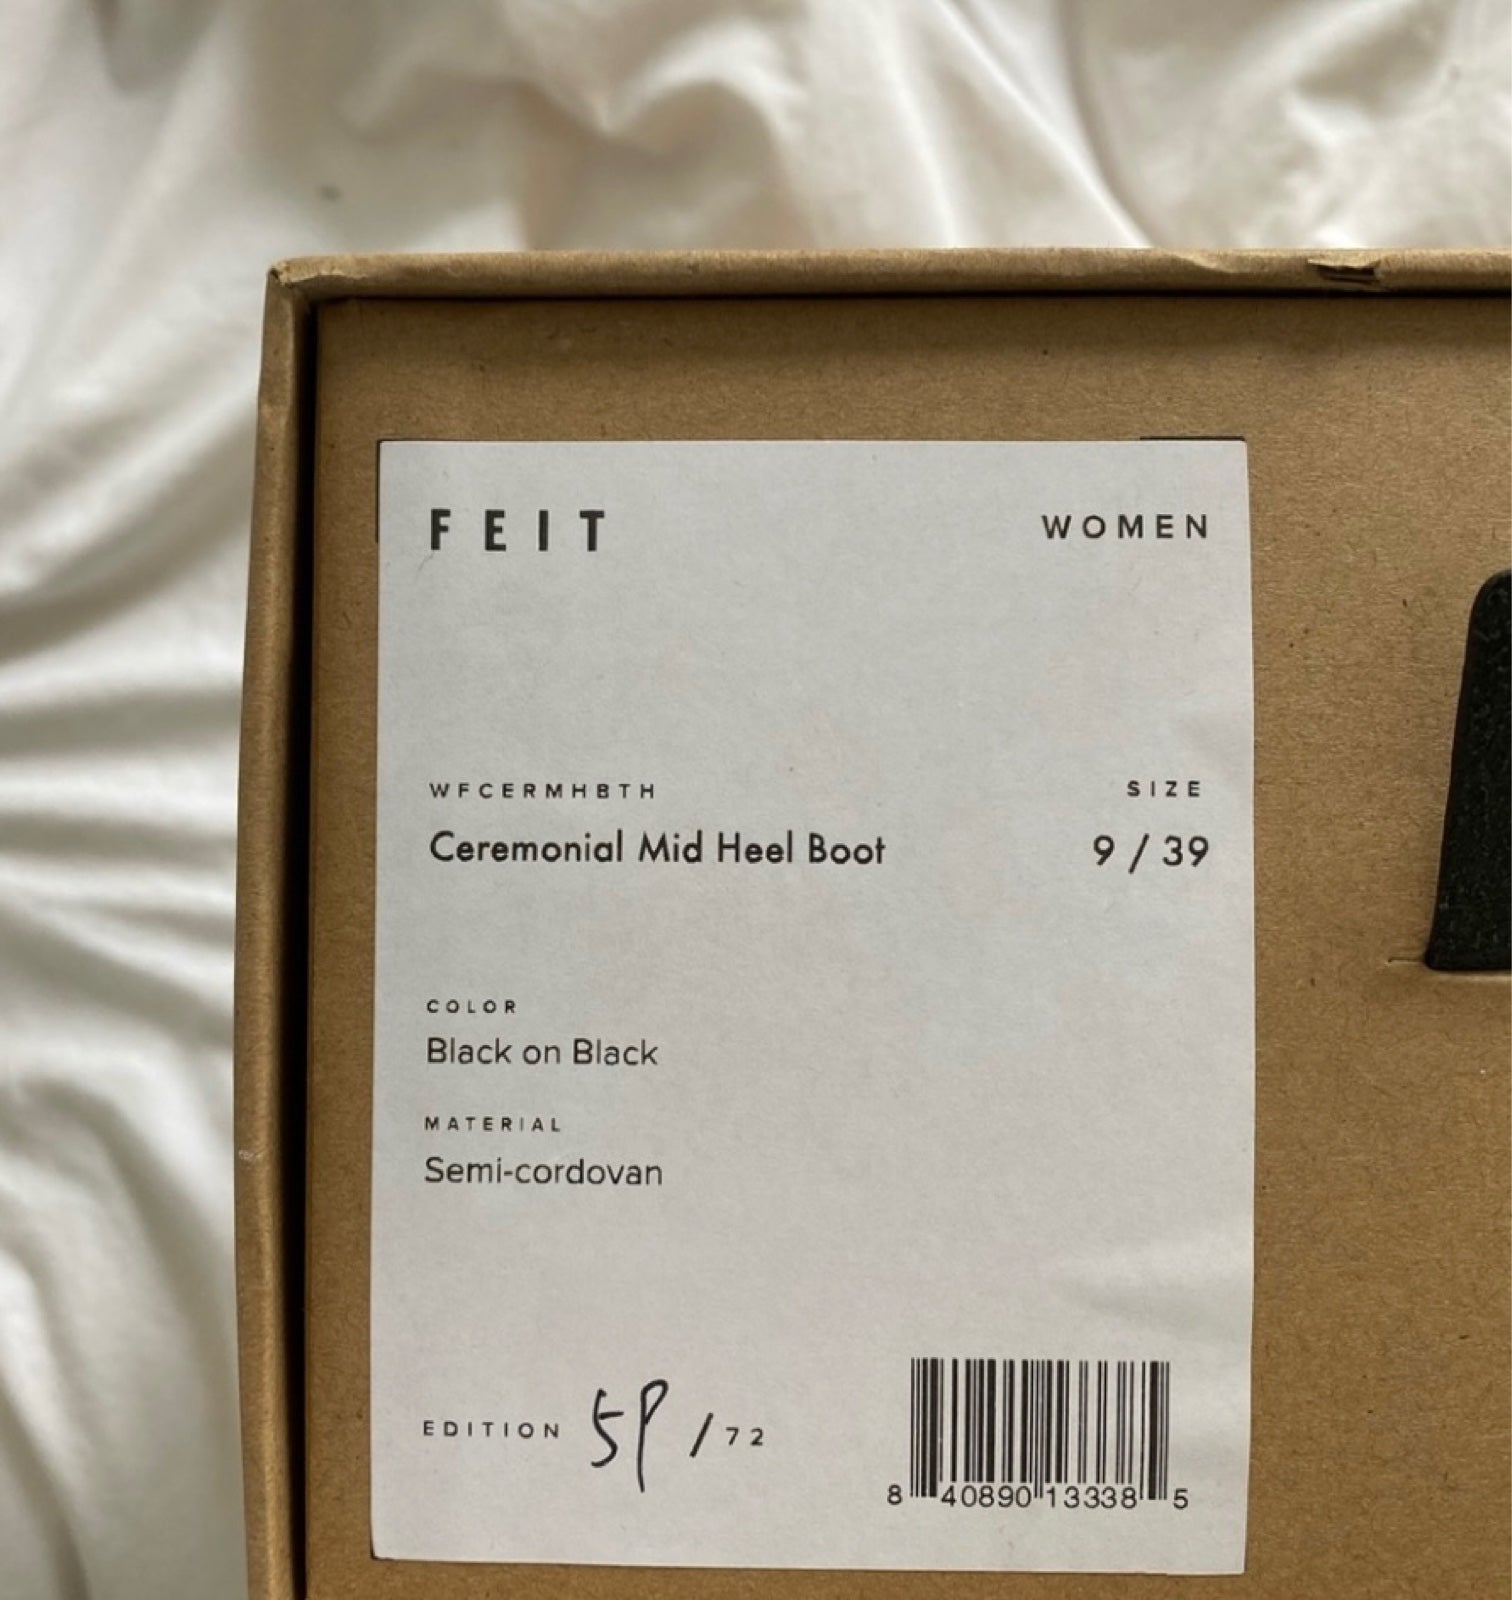 FEIT
WOMEN
WFCERMHBTH
SIZE
Ceremonial Mid Heel Boot
9 / 39
COLOR
Black on Black
MATERIAL
Semi-cordovan
EDITION 59 /72
8 40890 13338 5